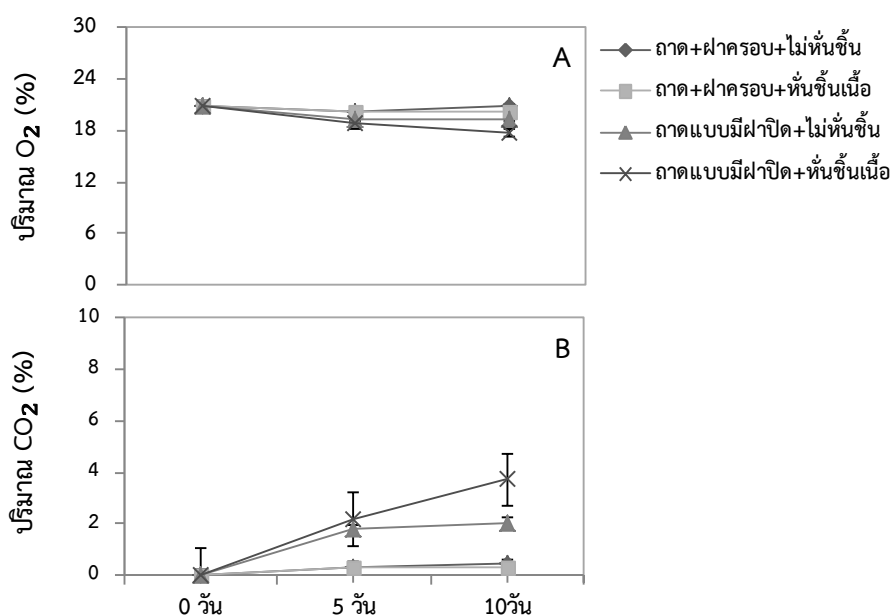 30
24
18
12
6
0
ปริมาณ O2 (%)
A
ถาด+ฝาครอบ+ไม่หั่นชิ้น
ถาด+ฝาครอบ+หั่นชิ้นเนื้อ
ถาดแบบมีฝาปิด+ไม่หั่นชิ้น
ถาดแบบมีฝาปิด+หั่นชิ้นเนื้อ
10
8
6
4
2
0
ปริมาณ CO2 (%)
B
0 วัน 5 วัน 10วัน